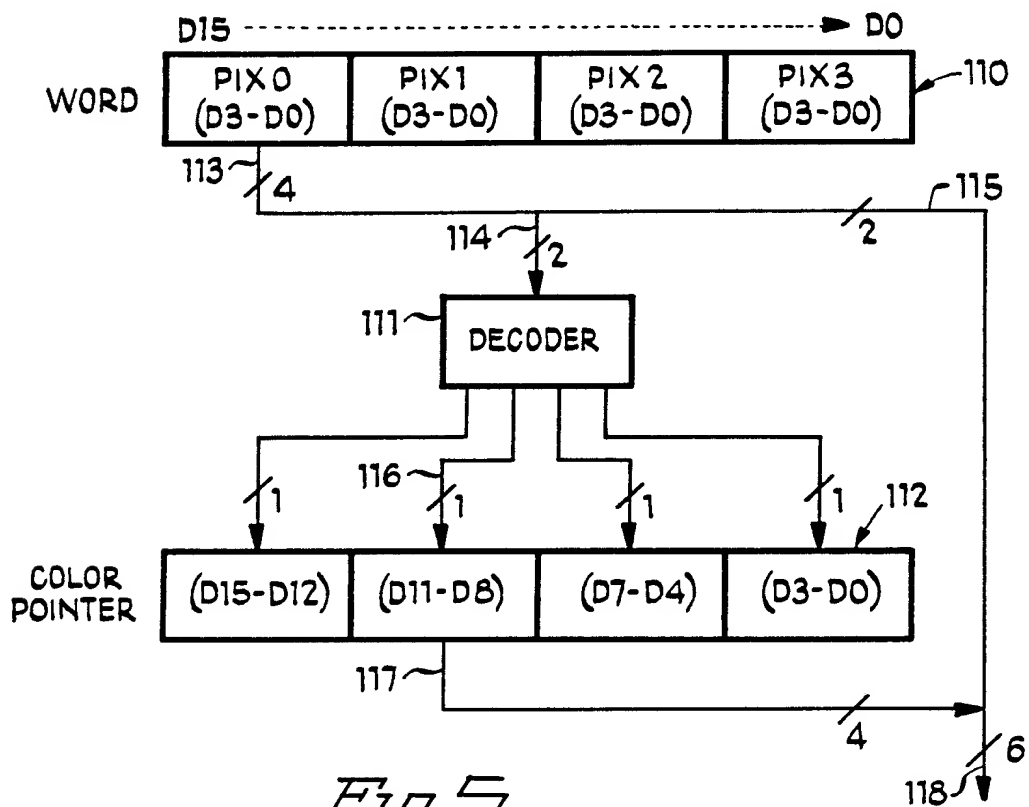 D15 D0
WORD
PIX 0 PIX 1 PIX 2 PIX 3
(D3-D0) (D3-D0) (D3-D0) (D3-D0)
110
113
4
115
114
2
2
111
DECODER
116
1 1 1 1
112
COLOR
POINTER
(D15-D12) (D11-D8) (D7-D4) (D3-D0)
117
4
6
118